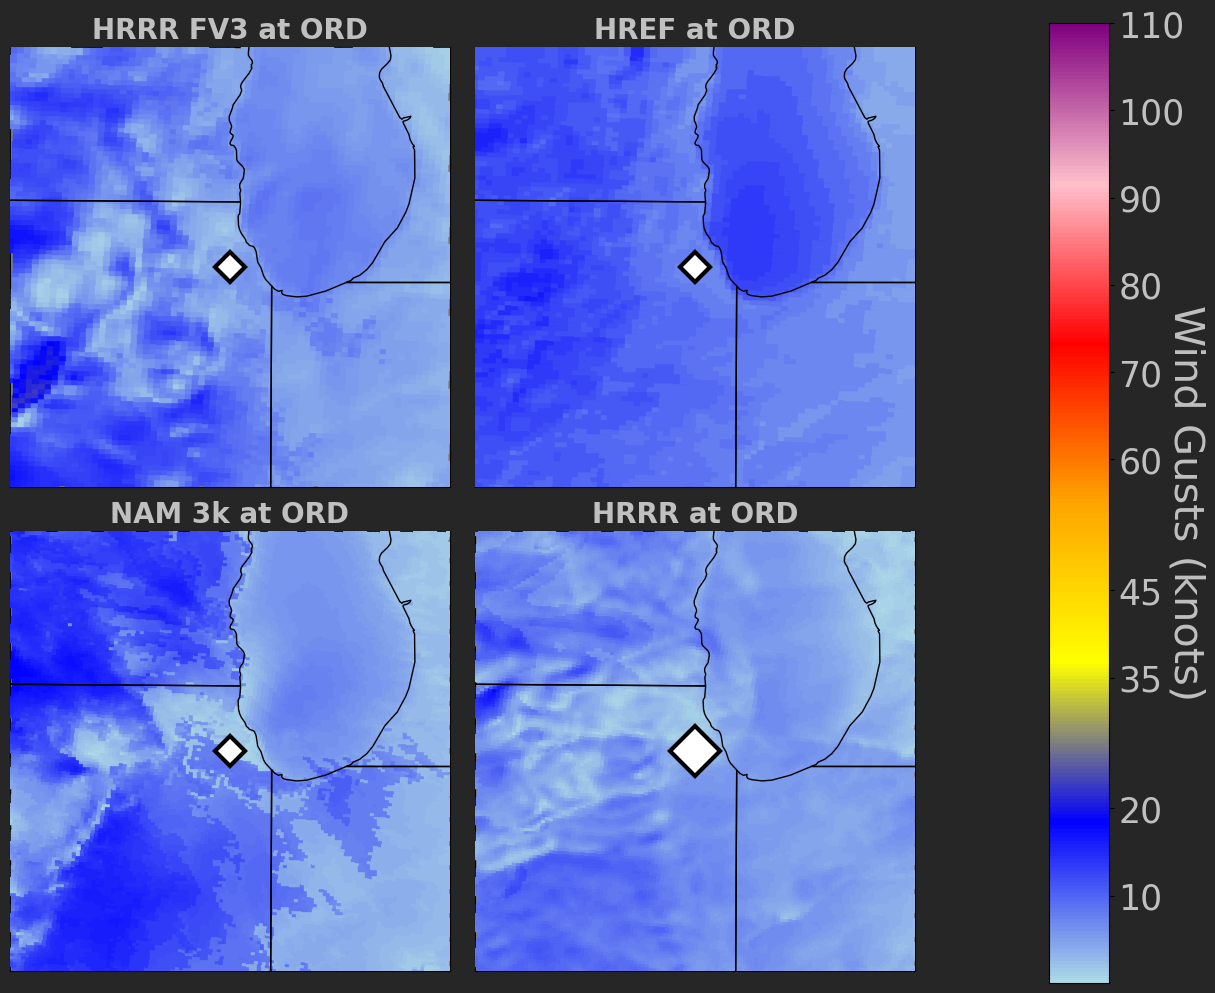 HRRR FV3 at ORD
HREF at ORD
NAM 3k at ORD
HRRR at ORD
110
100
90
80
70
60
45
35
20
10
Wind Gusts (knots)